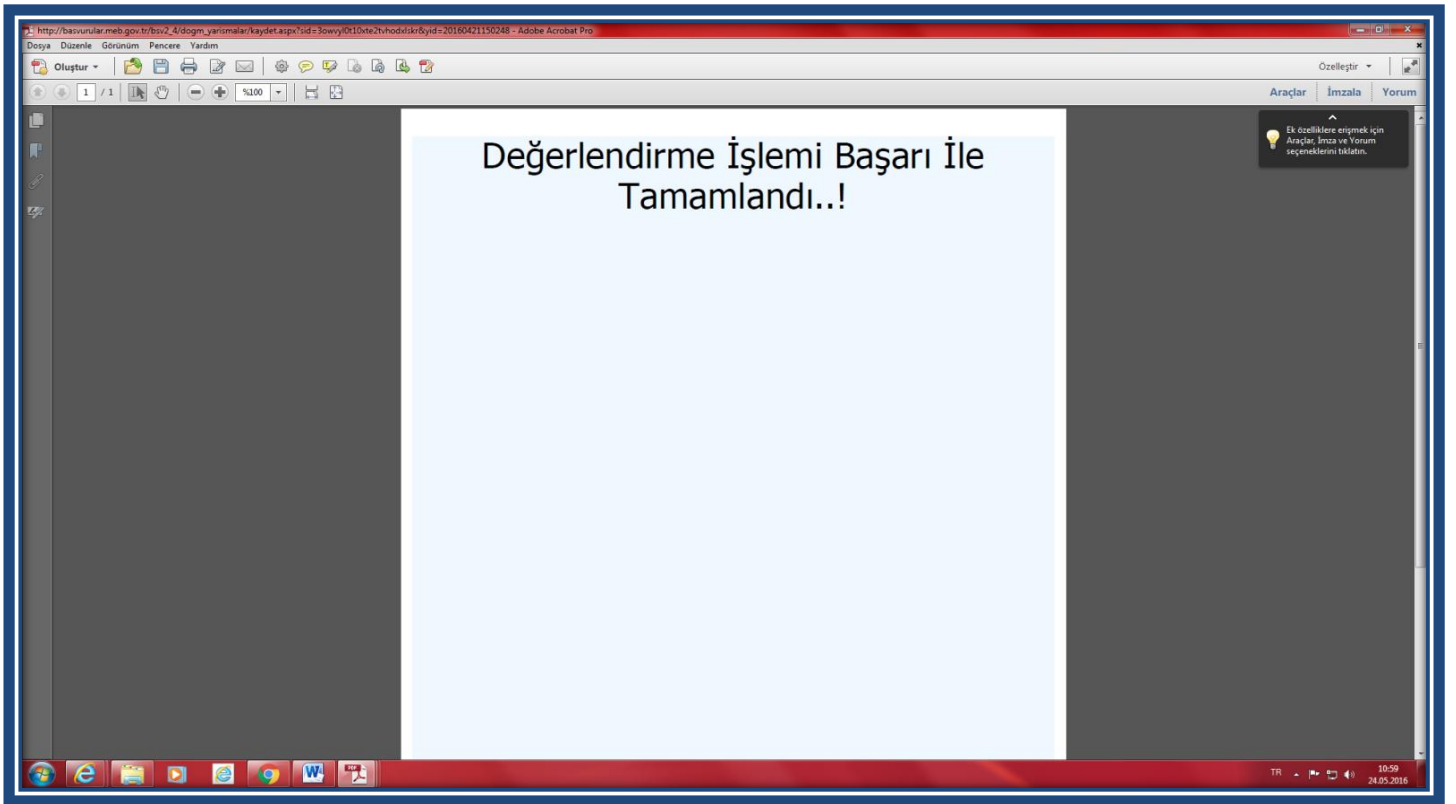 http://basvurular.meb.gov.tr/bsv2_4/dogm_yarismalar/kaydet.aspx?sid=3owvyl0t10xte2tvhodxlskr&yid=20160421150248 - Adobe Acrobat Pro
Dosya Düzenle Görünüm Pencere Yardım
Oluştur
Özelleştir
1 / 1 %100
Araçlar İmzala Yorum
Ek özelliklere erişmek için
Araçlar, İmza ve Yorum
seçeneklerini tıklatın.
Değerlendirme İşlemi Başarı İle
Tamamlandı..!
TR
10:59
24.05.2016